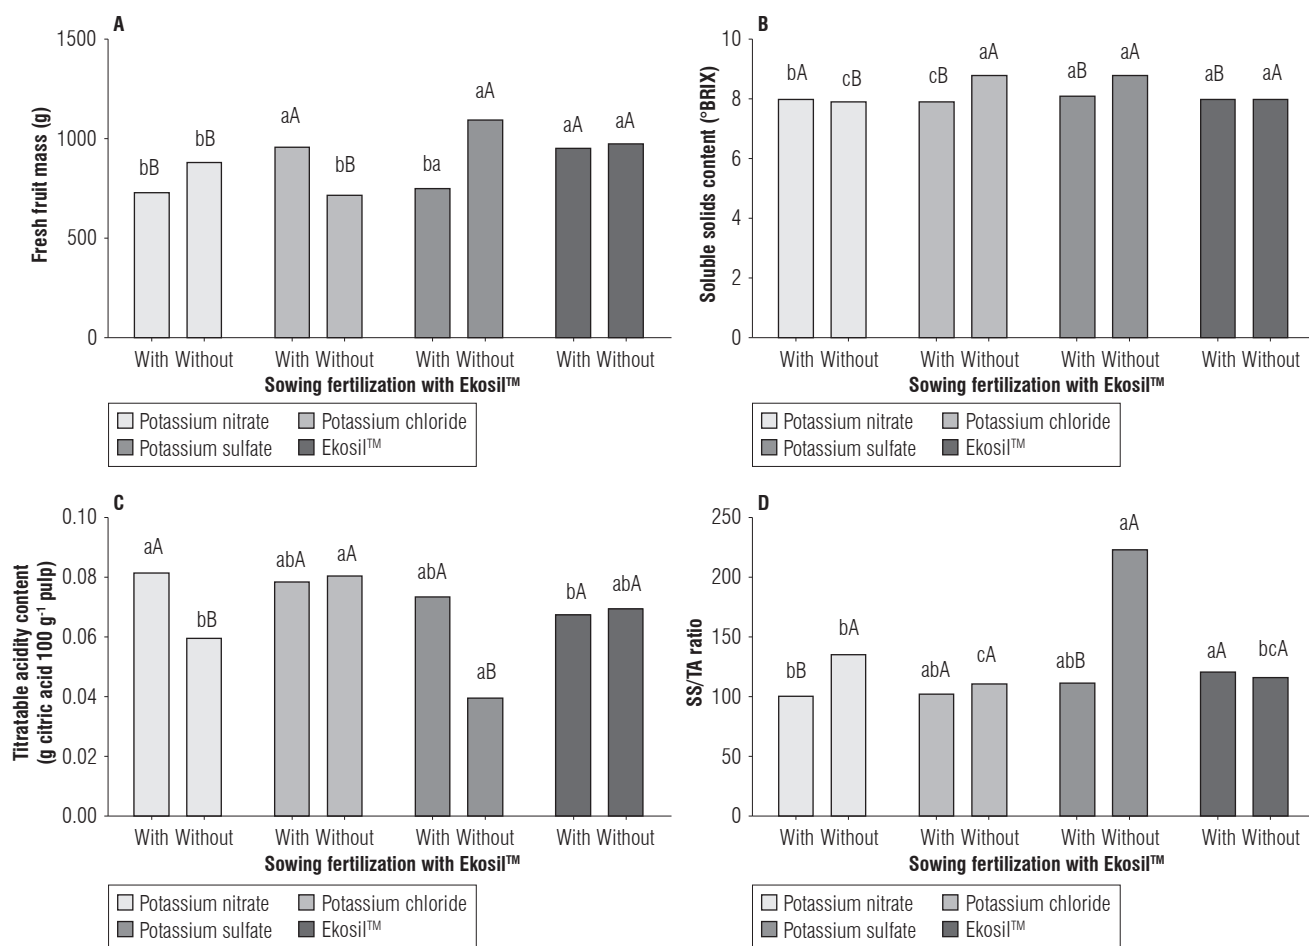 A
1500
1000
500
0
Fresh fruit mass (g)
bB
bB
aA
bB
ba
aA
aA
aA
With Without With Without With Without With Without
Sowing fertilization with Ekosil™
Potassium nitrate Potassium chloride
Potassium sulfate Ekosil™
B
10
8
6
4
2
0
Soluble solids content (°BRIX)
bA
cB
cB
aA
aB
aA
aB
aA
With Without With Without With Without With Without
Sowing fertilization with Ekosil™
Potassium nitrate Potassium chloride
Potassium sulfate Ekosil™
C
0.10
0.08
0.06
0.04
0.02
0.00
Titratable acidity content
(g citric acid 100 g⁻¹ pulp)
aA
bB
abA
aA
abA
aB
bA
abA
With Without With Without With Without With Without
Sowing fertilization with Ekosil™
Potassium nitrate Potassium chloride
Potassium sulfate Ekosil™
D
250
200
150
100
50
0
SS/TA ratio
bB
bA
abA
cA
abB
aA
aA
bcA
With Without With Without With Without With Without
Sowing fertilization with Ekosil™
Potassium nitrate Potassium chloride
Potassium sulfate Ekosil™